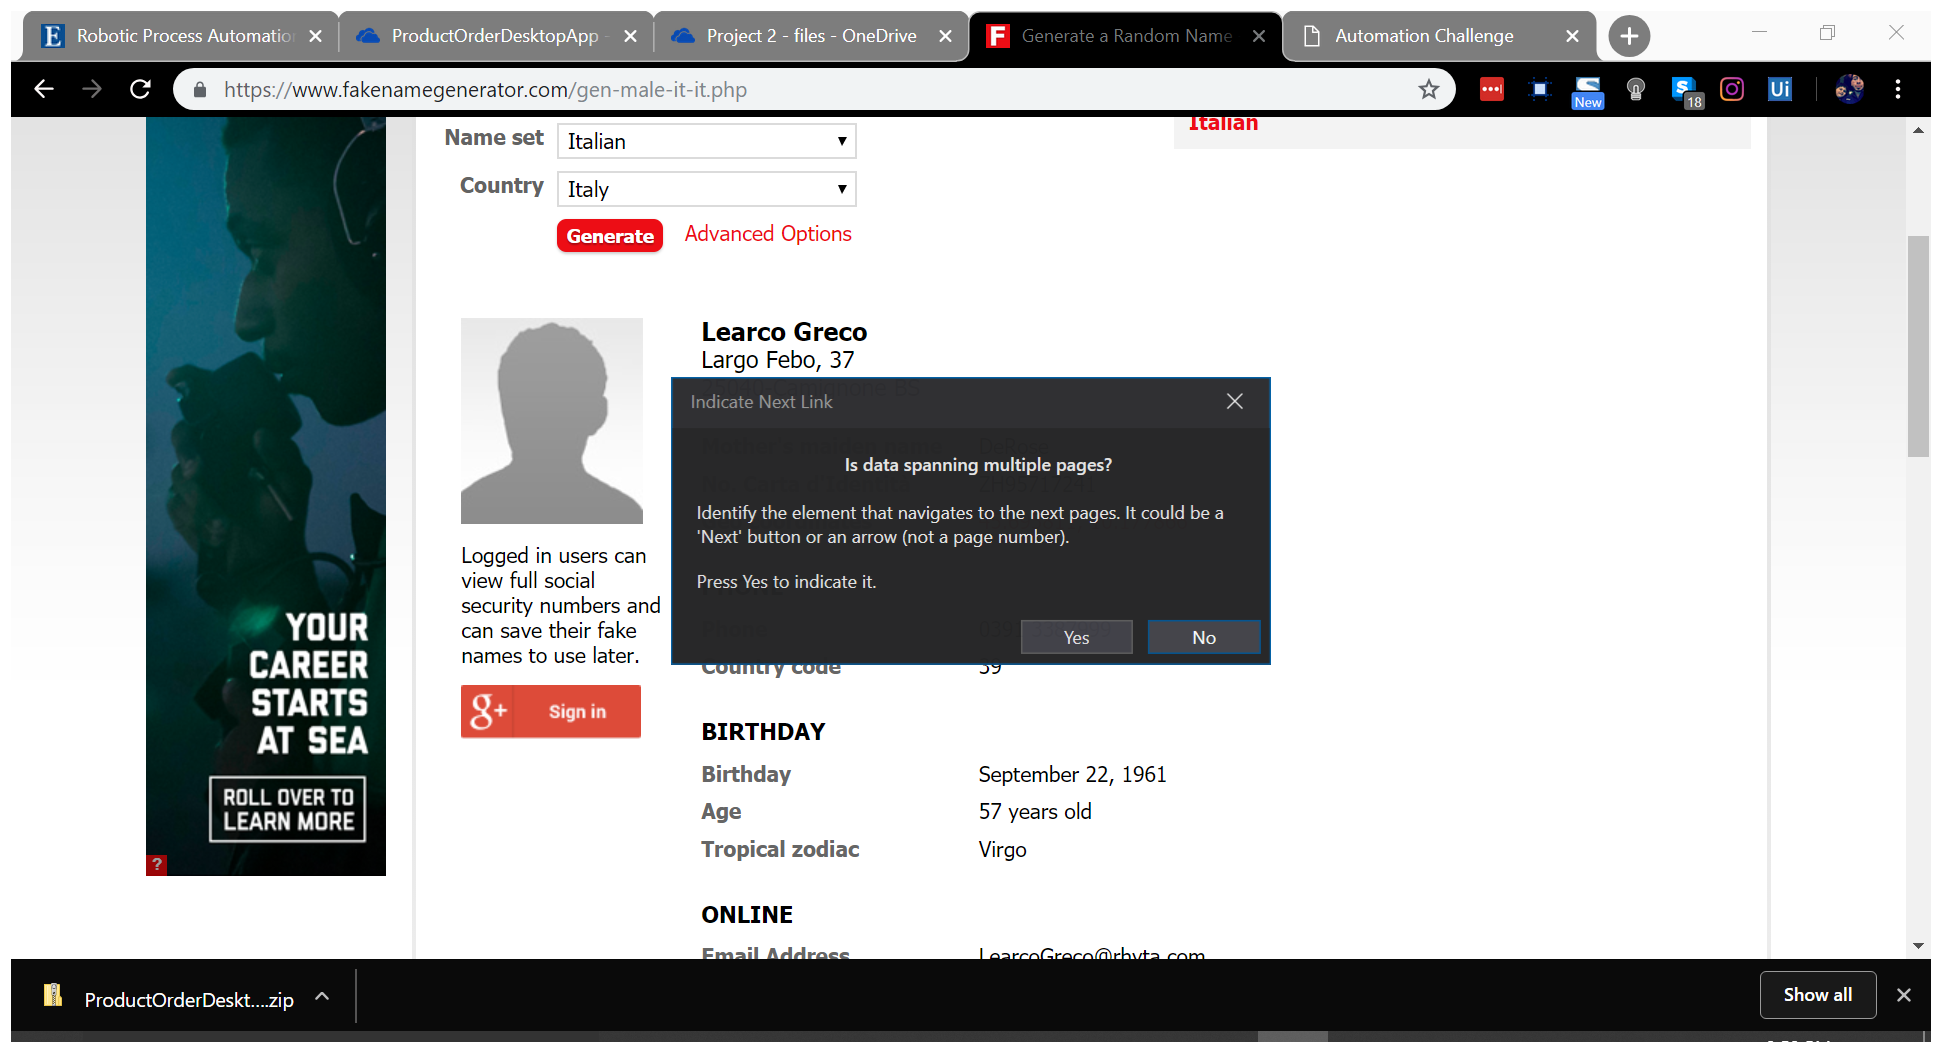 Robotic Process Automatio
ProductOrderDesktopApp -
Project 2 - files - OneDrive
Generate a Random Name
Automation Challenge
https://www.fakenamegenerator.com/gen-male-it-it.php
New
18
Ui
Name set
Italian
Country
Italy
Generate
Advanced Options
Italian
Learco Greco
Largo Febo, 37
Indicate Next Link
Is data spanning multiple pages?
Identify the element that navigates to the next pages. It could be a
'Next' button or an arrow (not a page number).
Press Yes to indicate it.
Yes
No
Logged in users can
view full social
security numbers and
can save their fake
names to use later.
g+
Sign in
Country code
39
BIRTHDAY
Birthday
September 22, 1961
Age
57 years old
Tropical zodiac
Virgo
ONLINE
Email Address
LearcoGreco@rhyta.com
YOUR
CAREER
STARTS
AT SEA
ROLL OVER TO
LEARN MORE
?
ProductOrderDeskt....zip
Show all